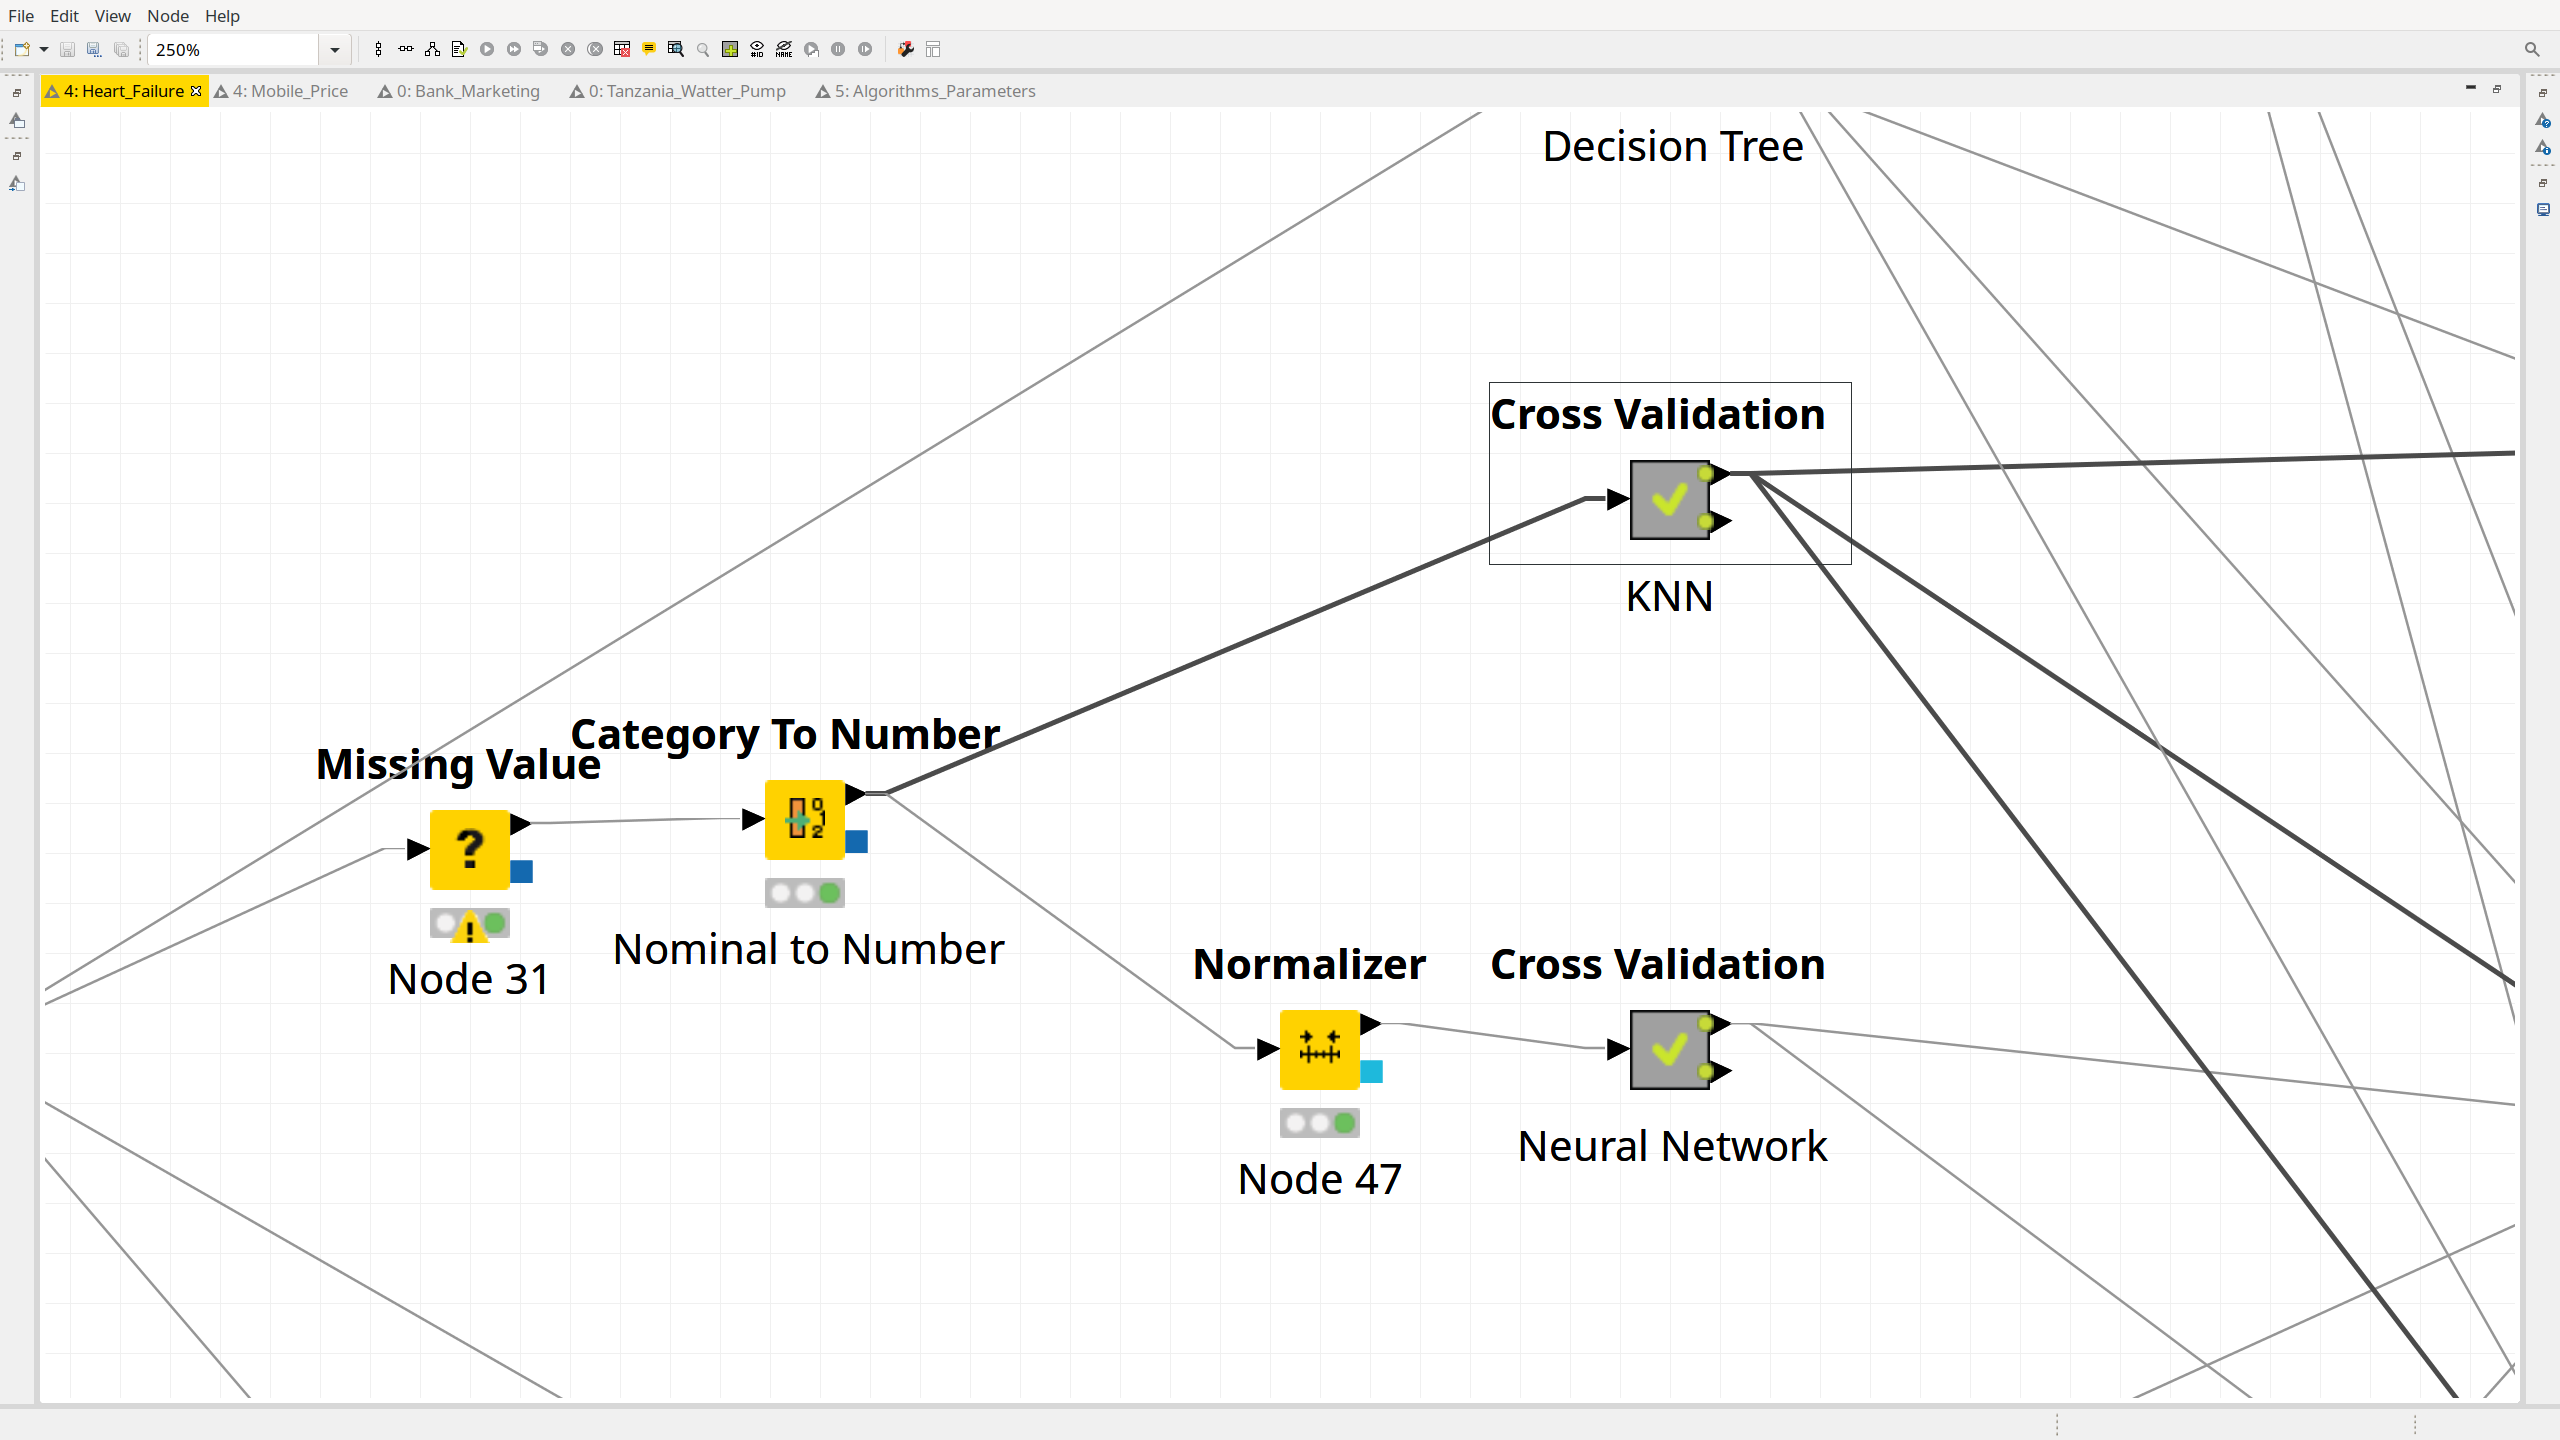 File Edit View Node Help
250%
4: Heart_Failure 4: Mobile_Price 0: Bank_Marketing 0: Tanzania_Watter_Pump 5: Algorithms_Parameters
Decision Tree
Cross Validation
KNN
Category To Number
Missing Value
Nominal to Number
Node 31
Normalizer
Cross Validation
Neural Network
Node 47